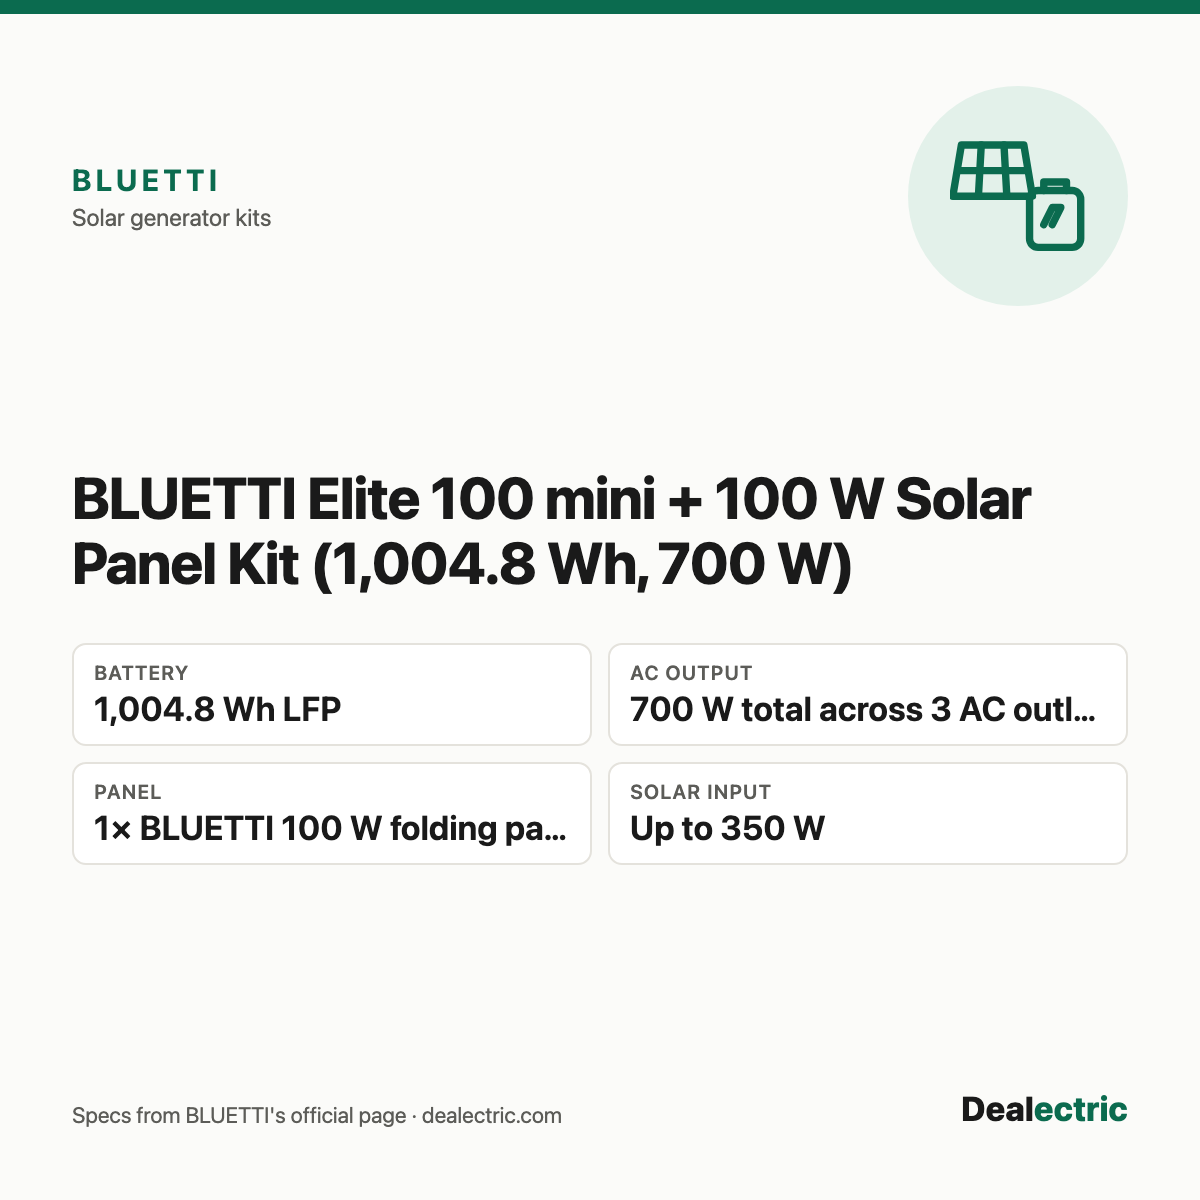 BLUETTI
Solar generator kits
BLUETTI Elite 100 mini + 100 W Solar
Panel Kit (1,004.8 Wh, 700 W)
BATTERY
1,004.8 Wh LFP
AC OUTPUT
700 W total across 3 AC outl…
PANEL
1× BLUETTI 100 W folding pa…
SOLAR INPUT
Up to 350 W
Specs from BLUETTI's official page · dealectric.com
Dealectric